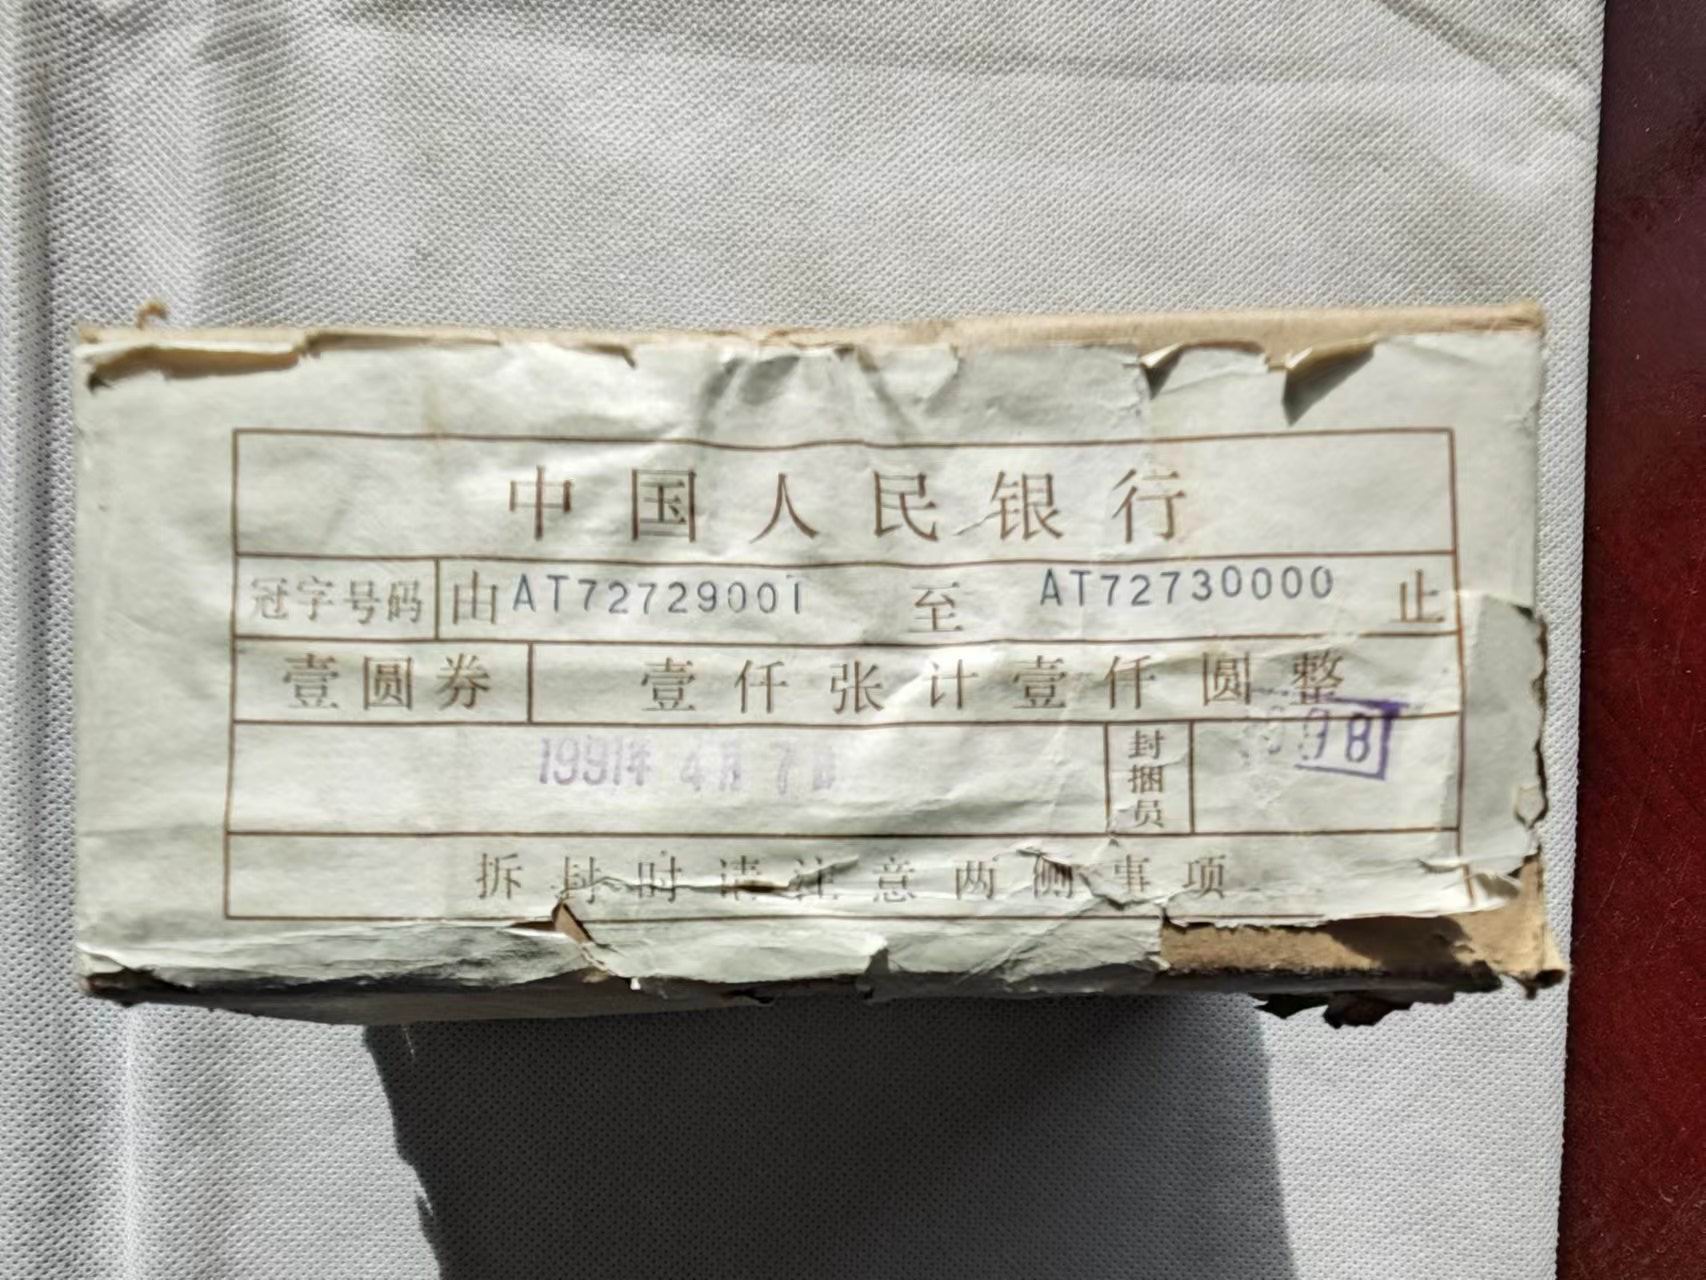 中国人民银行
冠字号码 由 AT72729001 至 AT72730000 止
壹圆券 壹仟张计壹仟圆整
1991年 4月 7日 封捆员 98
拆封时请注意两侧事项